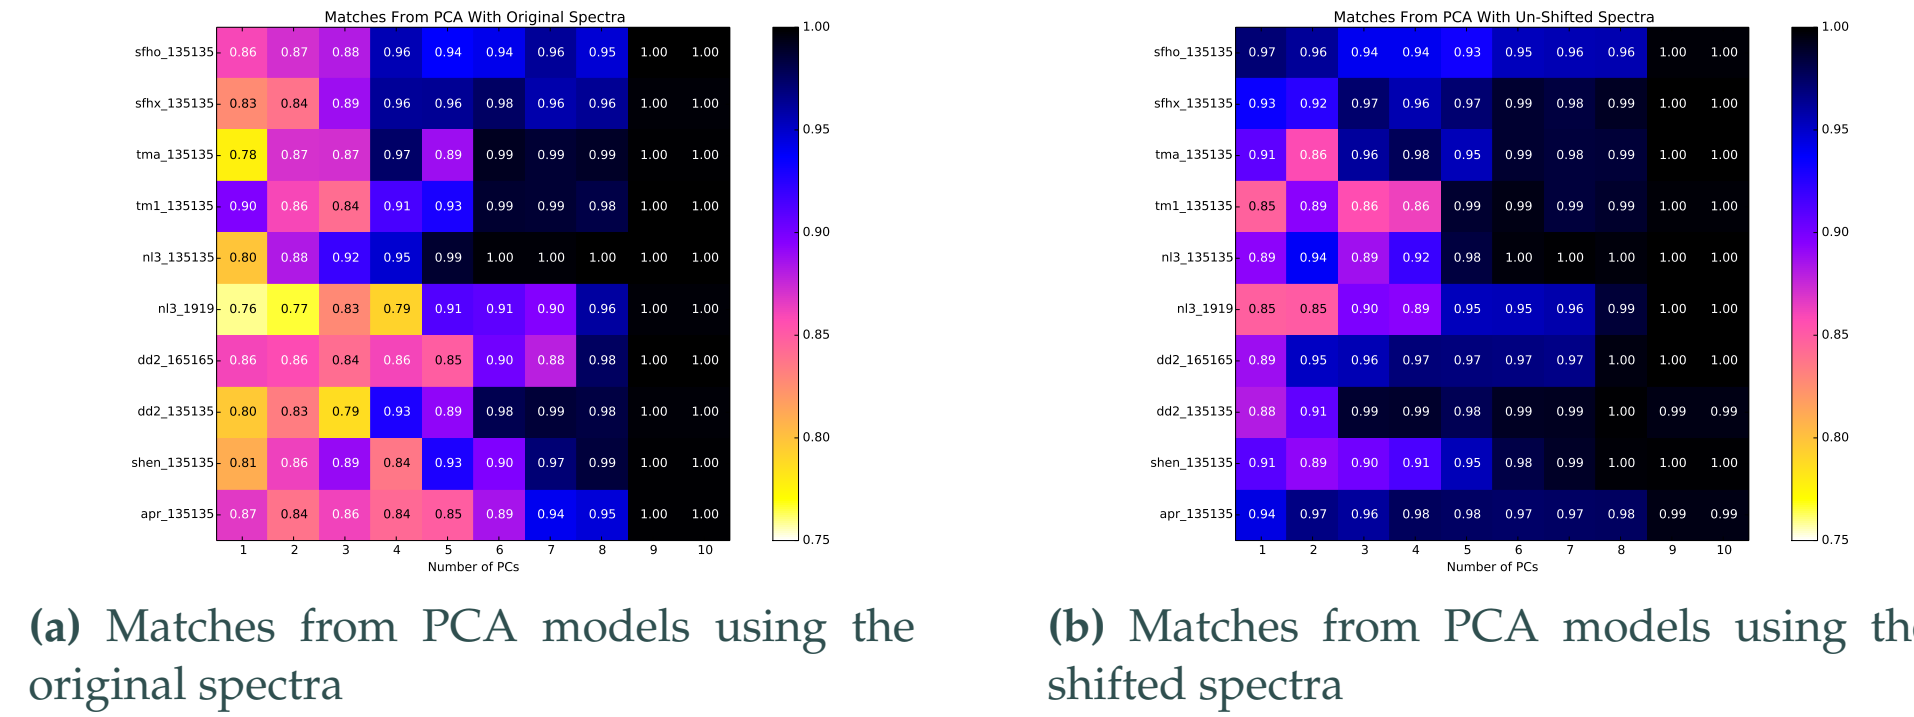 Matches From PCA With Original Spectra
sfho_135135 0.86 0.87 0.88 0.96 0.94 0.94 0.96 0.95 1.00 1.00
sfhx_135135 0.83 0.84 0.89 0.96 0.96 0.98 0.96 0.96 1.00 1.00
tma_135135 0.78 0.87 0.87 0.97 0.89 0.99 0.99 0.99 1.00 1.00
tm1_135135 0.90 0.86 0.84 0.91 0.93 0.99 0.99 0.98 1.00 1.00
nl3_135135 0.80 0.88 0.92 0.95 0.99 1.00 1.00 1.00 1.00 1.00
nl3_1919 0.76 0.77 0.83 0.79 0.91 0.91 0.90 0.96 1.00 1.00
dd2_165165 0.86 0.86 0.84 0.86 0.85 0.90 0.88 0.98 1.00 1.00
dd2_135135 0.80 0.83 0.79 0.93 0.89 0.98 0.99 0.98 1.00 1.00
shen_135135 0.81 0.86 0.89 0.84 0.93 0.90 0.97 0.99 1.00 1.00
apr_135135 0.87 0.84 0.86 0.84 0.85 0.89 0.94 0.95 1.00 1.00
1 2 3 4 5 6 7 8 9 10
Number of PCs
1.00
0.95
0.90
0.85
0.80
0.75
(a) Matches from PCA models using the
original spectra
Matches From PCA With Un-Shifted Spectra
sfho_135135 0.97 0.96 0.94 0.94 0.93 0.95 0.96 0.96 1.00 1.00
sfhx_135135 0.93 0.92 0.97 0.96 0.97 0.99 0.98 0.99 1.00 1.00
tma_135135 0.91 0.86 0.96 0.98 0.95 0.99 0.98 0.99 1.00 1.00
tm1_135135 0.85 0.89 0.86 0.86 0.99 0.99 0.99 0.99 1.00 1.00
nl3_135135 0.89 0.94 0.89 0.92 0.98 1.00 1.00 1.00 1.00 1.00
nl3_1919 0.85 0.85 0.90 0.89 0.95 0.95 0.96 0.99 1.00 1.00
dd2_165165 0.89 0.95 0.96 0.97 0.97 0.97 0.97 1.00 1.00 1.00
dd2_135135 0.88 0.91 0.99 0.99 0.98 0.99 0.99 1.00 0.99 0.99
shen_135135 0.91 0.89 0.90 0.91 0.95 0.98 0.99 1.00 1.00 1.00
apr_135135 0.94 0.97 0.96 0.98 0.98 0.97 0.97 0.98 0.99 0.99
1 2 3 4 5 6 7 8 9 10
Number of PCs
1.00
0.95
0.90
0.85
0.80
0.75
(b) Matches from PCA models using
shifted spectra